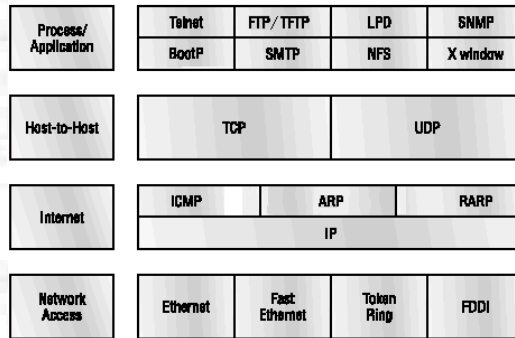 Process/
Application
Telnet
FTP/TFTP
LPD
SNMP
BootP
SMTP
NFS
X window
Host-to-Host
TCP
UDP
Internet
ICMP
ARP
RARP
IP
Network
Access
Ethernet
Fast
Ethernet
Token
Ring
FDDI